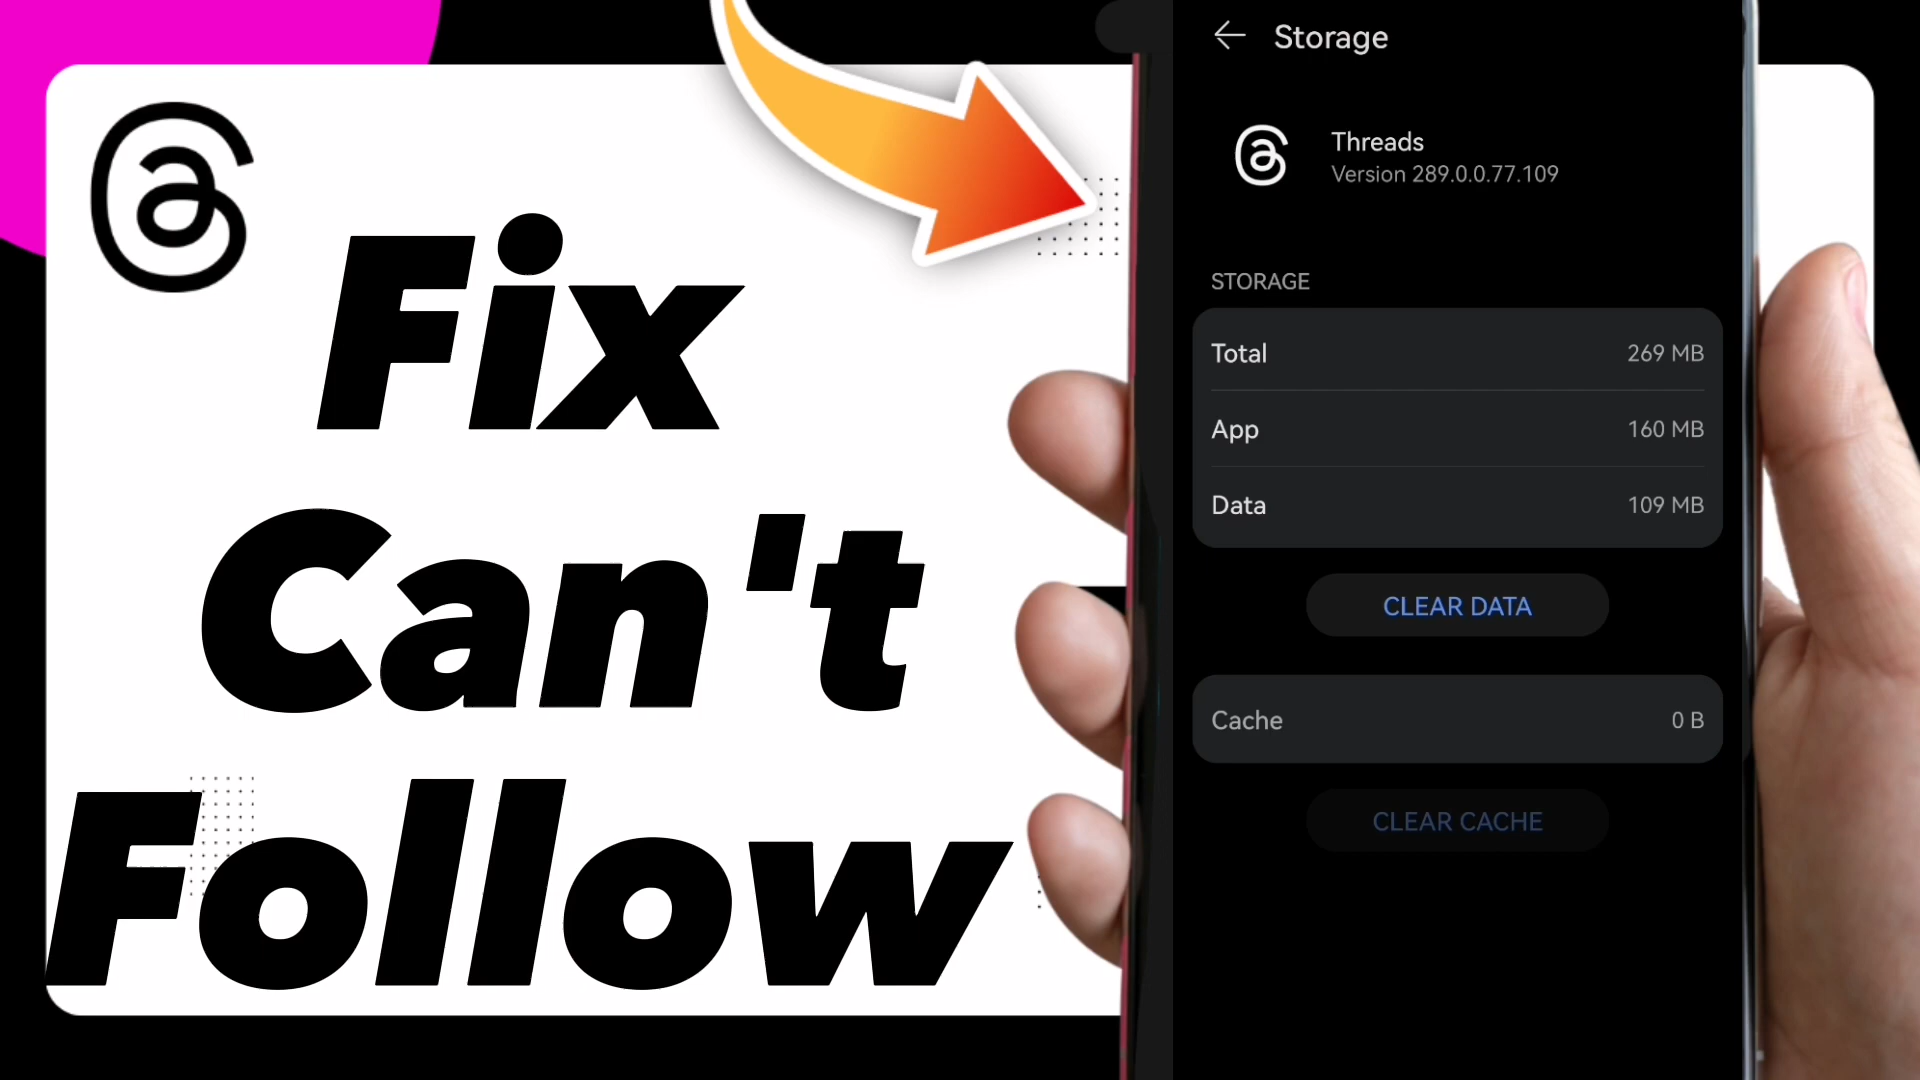 Fix
Can't
Follow
Storage
Threads
Version 289.0.0.77.109
STORAGE
Total 269 MB
App 160 MB
Data 109 MB
CLEAR DATA
Cache 0 B
CLEAR CACHE